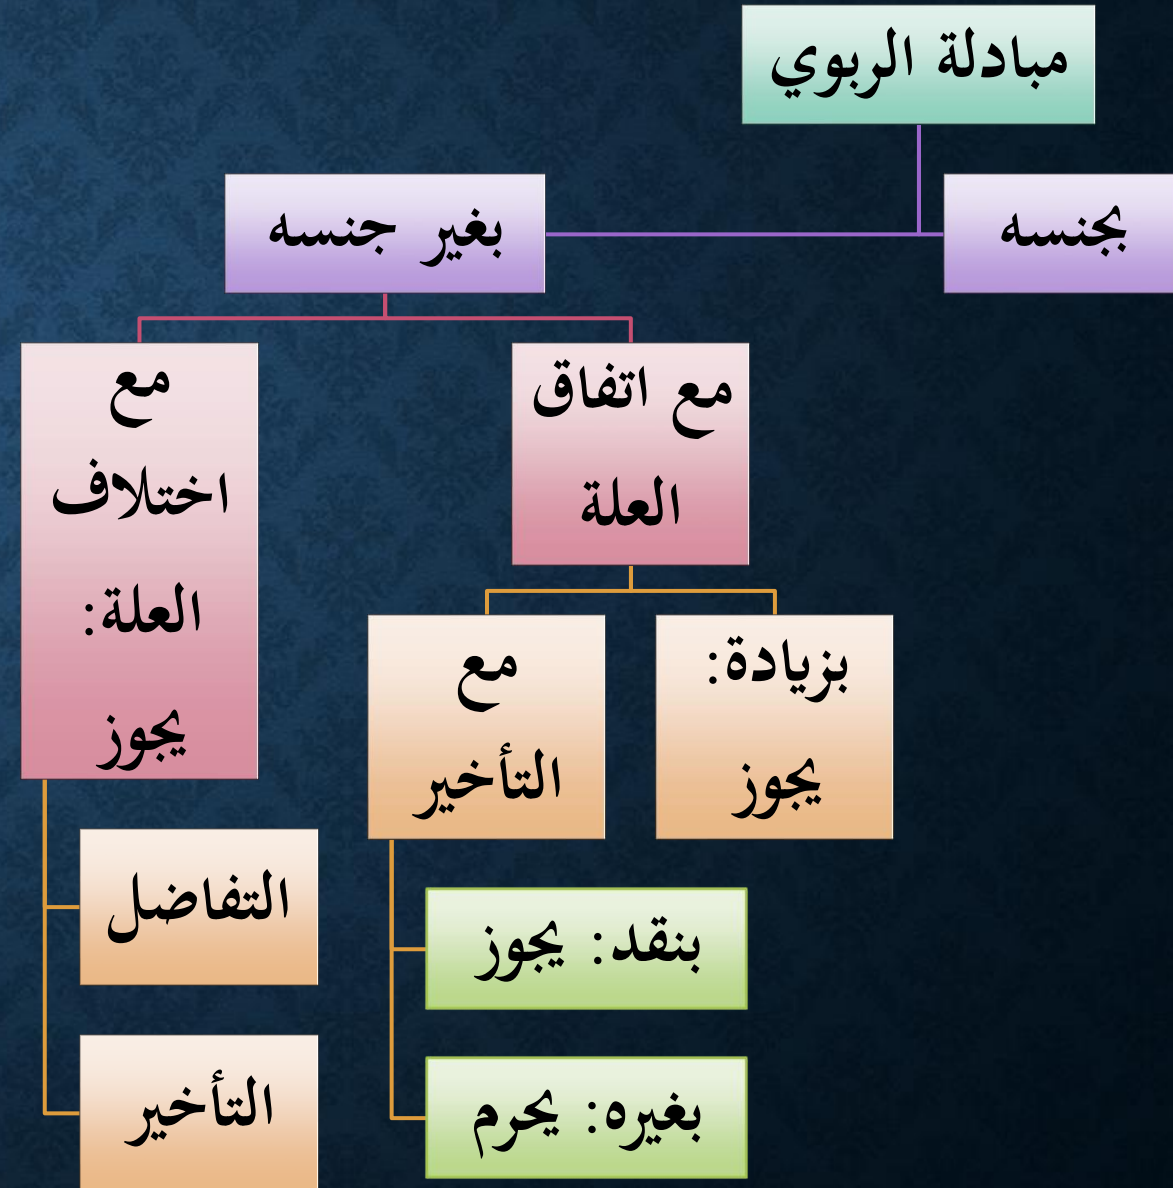 مبادلة الربوي
بجنسه
بغير جنسه
مع اتفاق
العلة
بزيادة:
يجوز
مع
التأخير
بنقد: يجوز
بغيره: يحرم
مع
اختلاف
العلة:
يجوز
التفاضل
التأخير